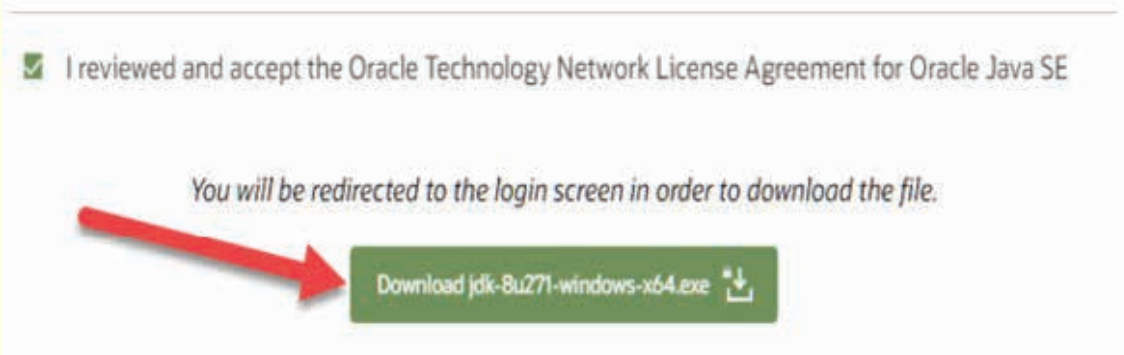 I reviewed and accept the Oracle Technology Network License Agreement for Oracle Java SE
You will be redirected to the login screen in order to download the file.
Download jdk-8u271-windows-x64.exe